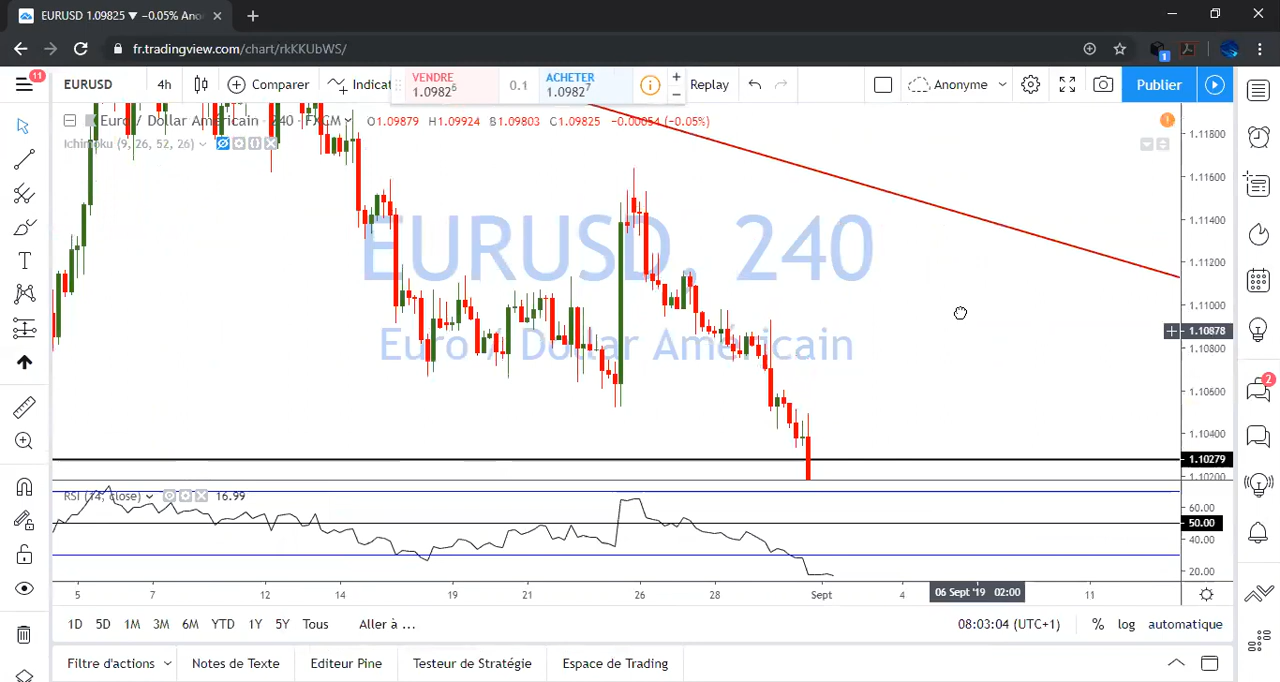 EURUSD 1.09825 ▼ −0.05% Ano
fr.tradingview.com/chart/rkKKUbWS/
11
EURUSD
4h
Comparer
Indicat
VENDRE
1.09826
0.1
ACHETER
1.09827
Replay
Anonyme
Publier
Euro / Dollar Américain · 240 · FXCM
O1.09879 H1.09924 B1.09803 C1.09825 −0.00054 (−0.05%)
Ichimoku (9, 26, 52, 26)
EURUSD, 240
Euro / Dollar Américain
1.11800
1.11600
1.11400
1.11200
1.11000
1.10878
1.10800
1.10600
1.10400
1.10279
1.10200
RSI (14, close) 16.99
60.00
50.00
40.00
20.00
5 7 12 14 19 21 26 28 Sept 4 06 Sept '19 02:00 11
1D 5D 1M 3M 6M YTD 1Y 5Y Tous Aller à ... 08:03:04 (UTC+1) % log automatique
Filtre d'actions Notes de Texte Editeur Pine Testeur de Stratégie Espace de Trading
1
2